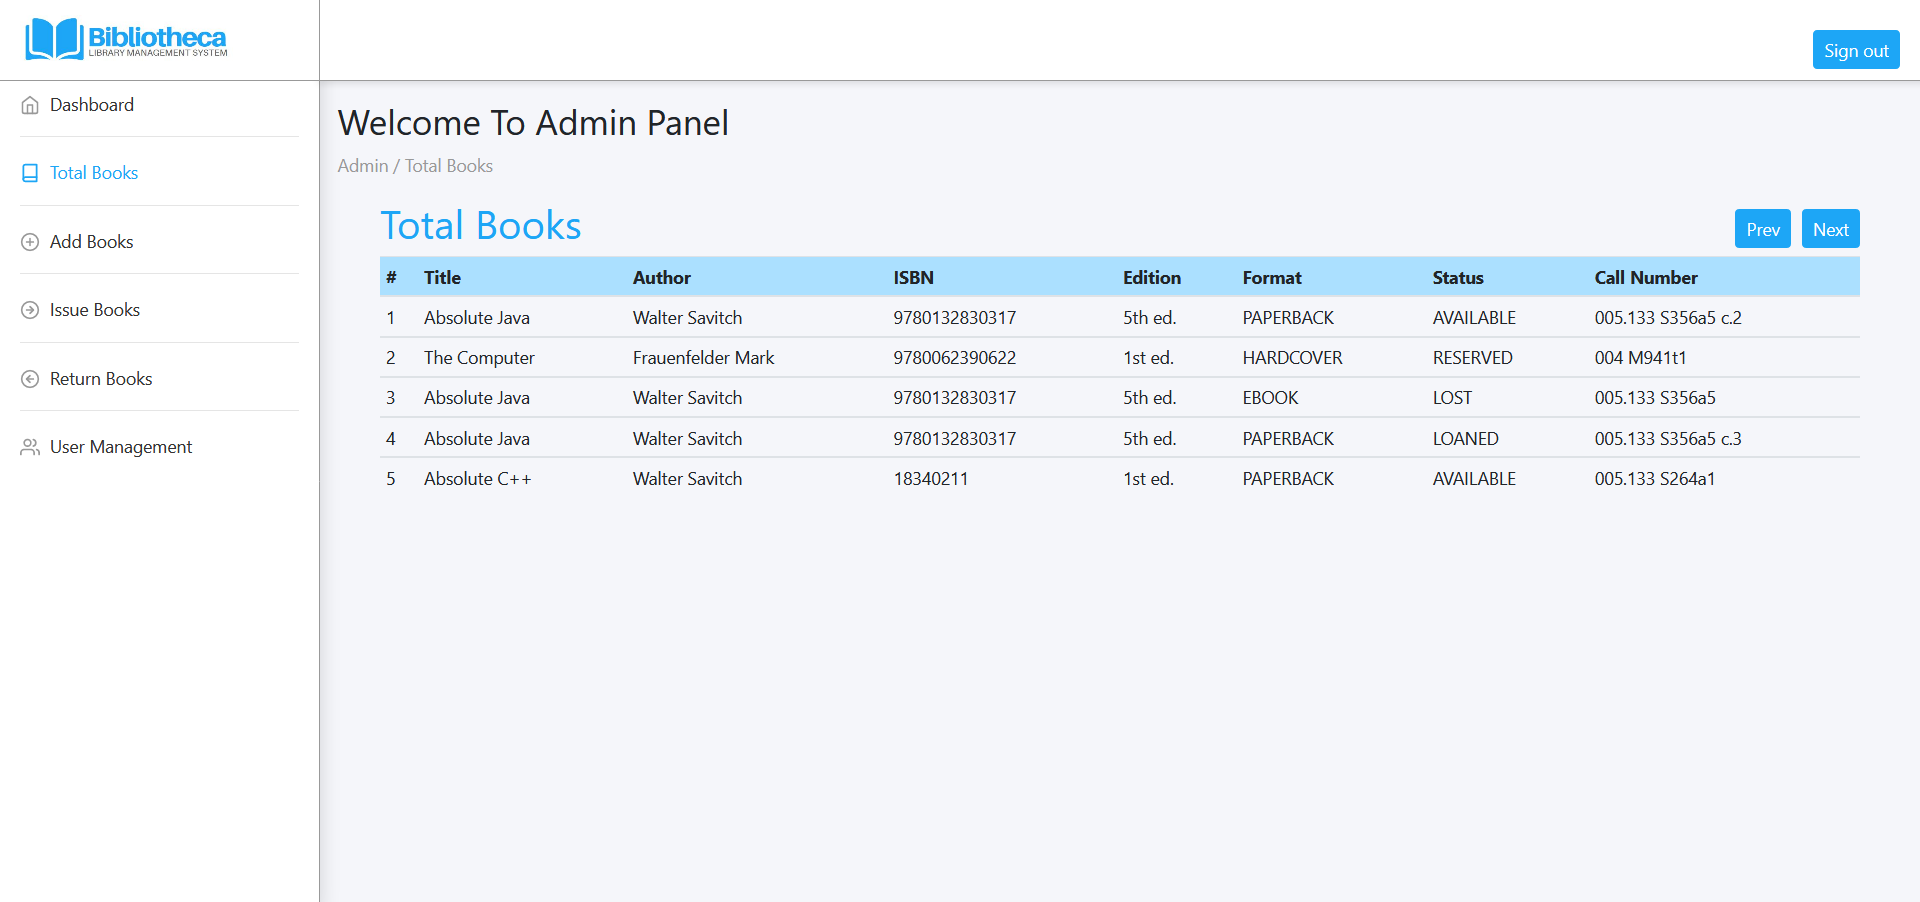 Bibliotheca
LIBRARY MANAGEMENT SYSTEM
Sign out
Dashboard
Total Books
Add Books
Issue Books
Return Books
User Management
Welcome To Admin Panel
Admin / Total Books
Total Books
Prev Next
# Title Author ISBN Edition Format Status Call Number
1 Absolute Java Walter Savitch 9780132830317 5th ed. PAPERBACK AVAILABLE 005.133 S356a5 c.2
2 The Computer Frauenfelder Mark 9780062390622 1st ed. HARDCOVER RESERVED 004 M941t1
3 Absolute Java Walter Savitch 9780132830317 5th ed. EBOOK LOST 005.133 S356a5
4 Absolute Java Walter Savitch 9780132830317 5th ed. PAPERBACK LOANED 005.133 S356a5 c.3
5 Absolute C++ Walter Savitch 18340211 1st ed. PAPERBACK AVAILABLE 005.133 S264a1